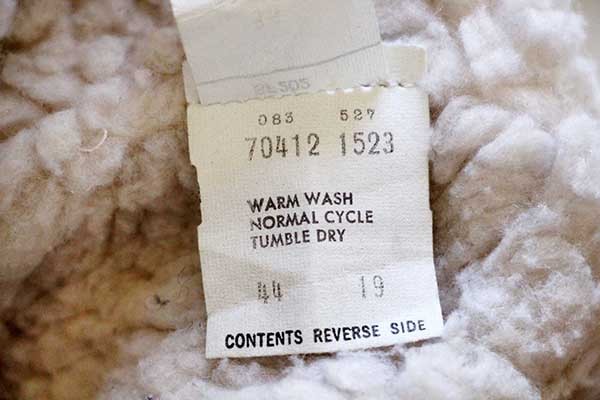 083 527
70412 1523
WARM WASH
NORMAL CYCLE
TUMBLE DRY
44 19
CONTENTS REVERSE SIDE